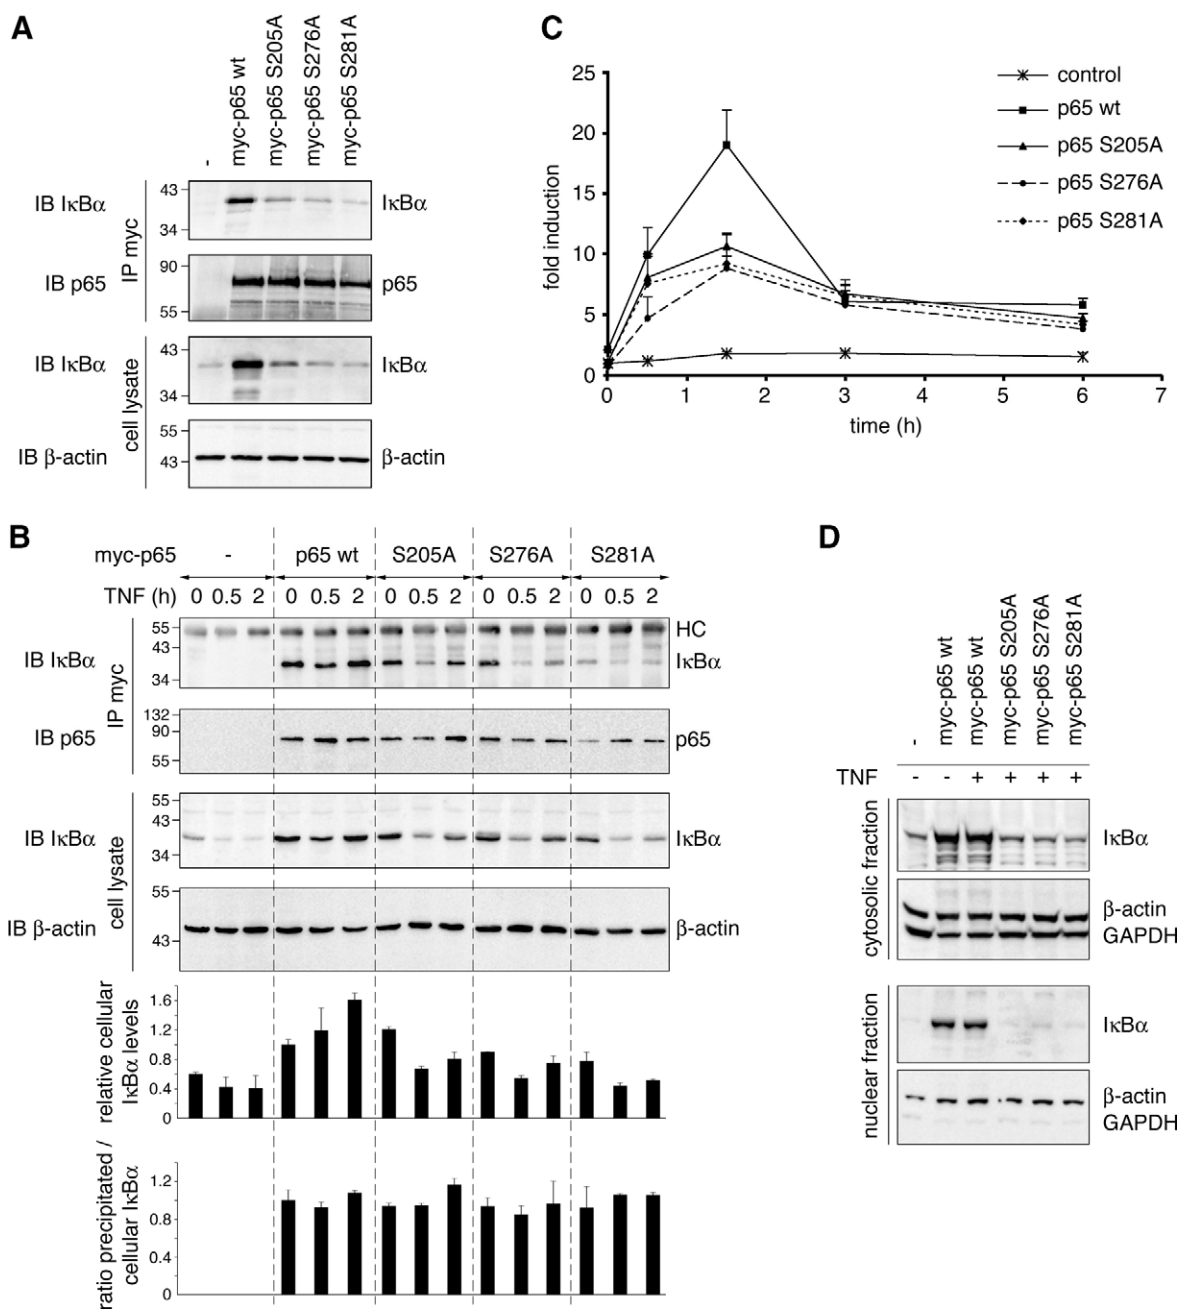 A
-
myc-p65 wt
myc-p65 S205A
myc-p65 S276A
myc-p65 S281A
IP myc
IB IκBα
43
34
IκBα
IB p65
90
55
p65
cell lysate
IB IκBα
43
34
IκBα
IB β-actin
55
43
β-actin
C
fold induction
25
20
15
10
5
0
0 1 2 3 4 5 6 7
time (h)
control
p65 wt
p65 S205A
p65 S276A
p65 S281A
B
myc-p65 - p65 wt S205A S276A S281A
TNF (h) 0 0.5 2 0 0.5 2 0 0.5 2 0 0.5 2 0 0.5 2
IP myc
IB IκBα
55
43
34
HC
IκBα
IB p65
132
90
55
p65
cell lysate
IB IκBα
55
43
34
IκBα
IB β-actin
55
43
β-actin
relative cellular
IκBα levels
1.6
1.2
0.8
0.4
0
ratio precipitated /
cellular IκBα
1.2
0.8
0.4
0
D
-
myc-p65 wt
myc-p65 wt
myc-p65 S205A
myc-p65 S276A
myc-p65 S281A
TNF - - + + + +
cytosolic fraction
IκBα
β-actin
GAPDH
nuclear fraction
IκBα
β-actin
GAPDH